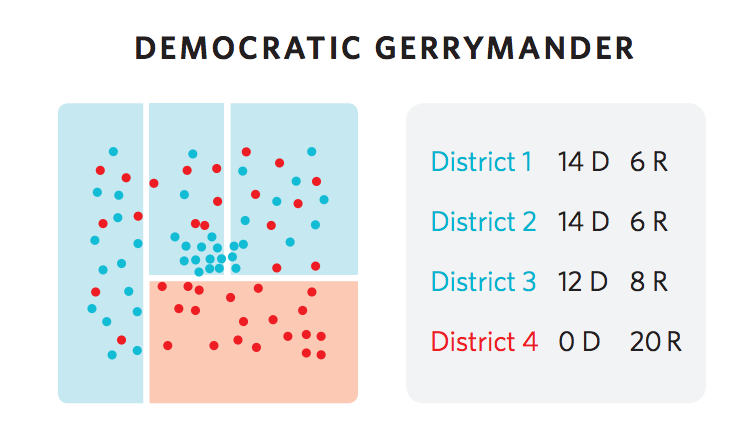 DEMOCRATIC GERRYMANDER
District 1 14 D 6 R
District 2 14 D 6 R
District 3 12 D 8 R
District 4 0 D 20 R